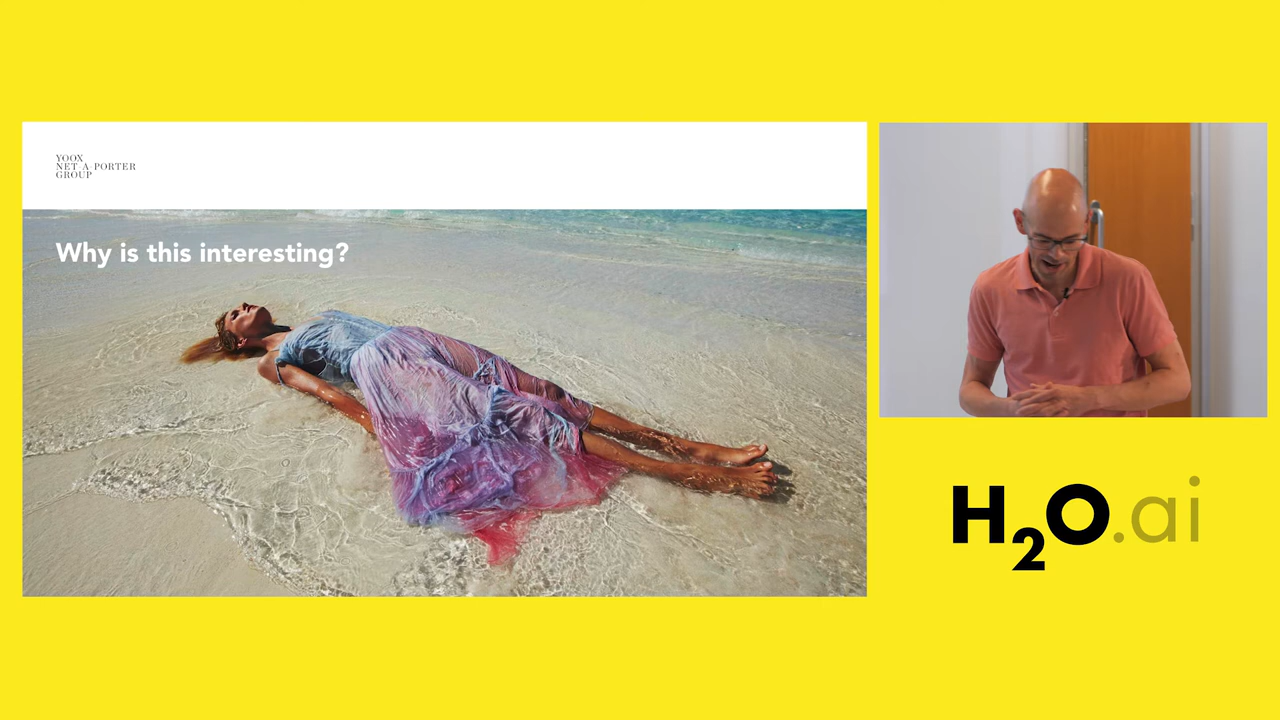 YOOX
NET-A-PORTER
GROUP
Why is this interesting?
H2O.ai